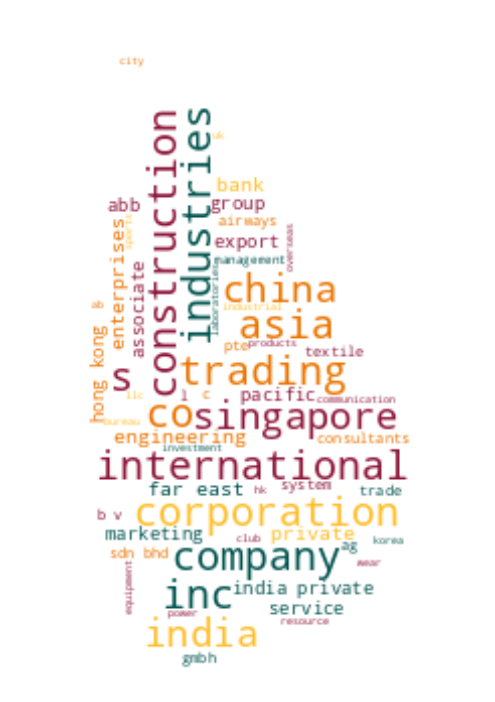 city
construction
industries
uk
bank
abb
group
sports
airways
enterprises
export
overseas
management
associate
laboratories
china
industrial
&
asia
hong kong
pte
products
textile
s
trading
llc
l
c
pacific
communication
co
singapore
bureau
engineering
consultants
investment
international
far east
hk
system
trade
b v
corporation
marketing
private
club
korea
ag
sdn bhd
company
wear
equipment
inc
india private
service
power
resource
india
gmbh